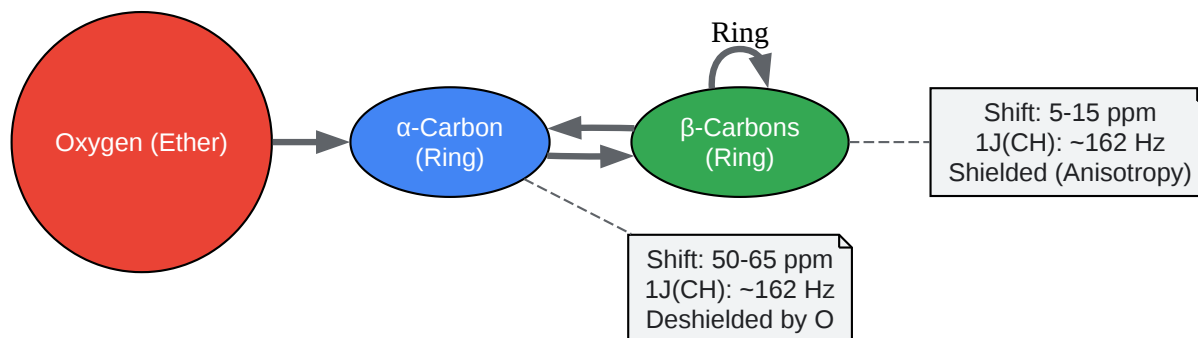 Ring
Oxygen (Ether)
α-Carbon
(Ring)
β-Carbons
(Ring)
Shift: 5-15 ppm
1J(CH): ~162 Hz
Shielded (Anisotropy)
Shift: 50-65 ppm
1J(CH): ~162 Hz
Deshielded by O